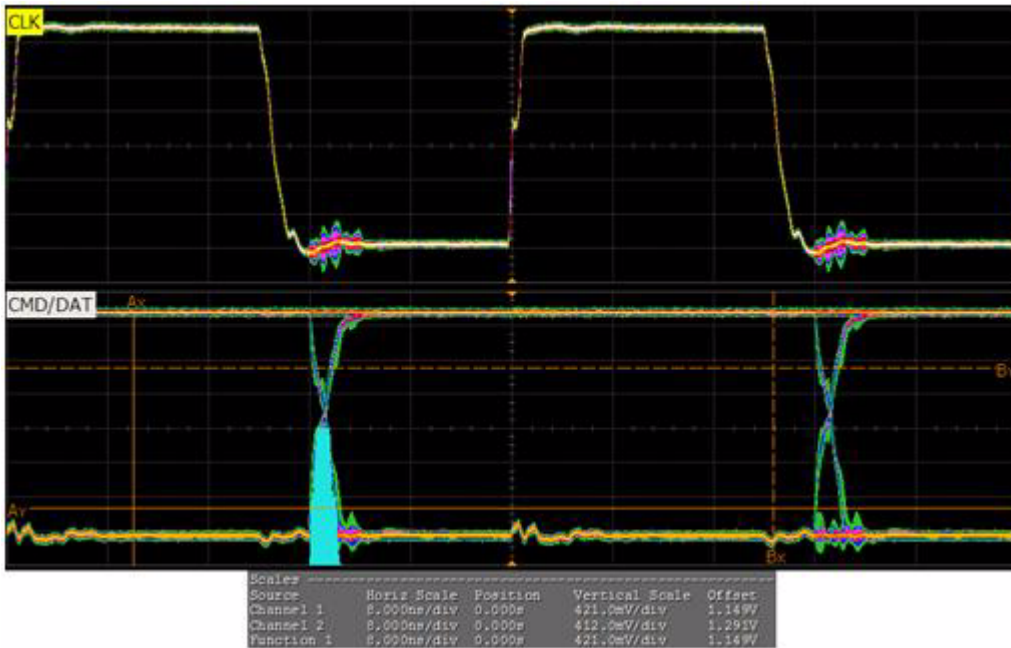 CLK
CMD/DAT
Ax
By
Ay
Bx
Scales
Source Horiz Scale Position Vertical Scale Offset
Channel 1 8.000ns/div 0.000s 421.0mV/div 1.149V
Channel 2 8.000ns/div 0.000s 412.0mV/div 1.291V
Function 1 8.000ns/div 0.000s 421.0mV/div 1.149V